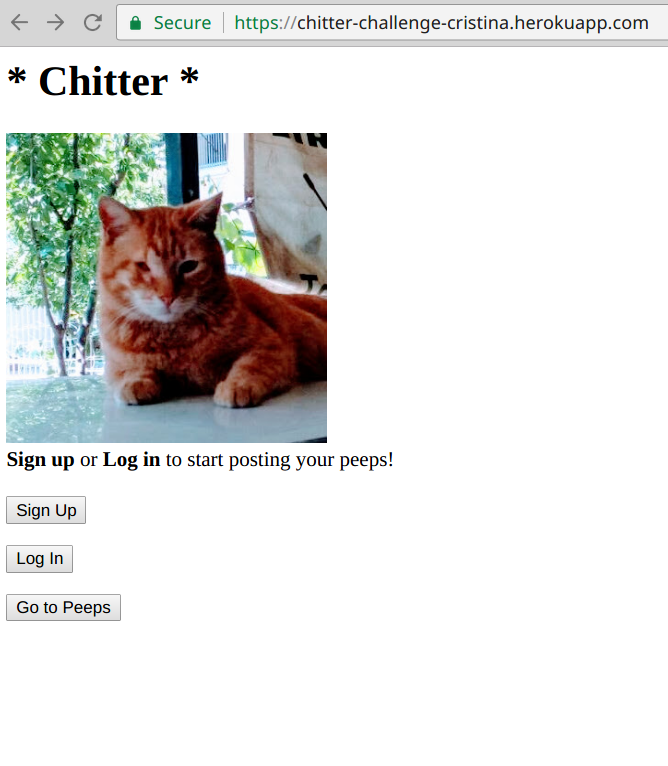 Secure https://chitter-challenge-cristina.herokuapp.com
* Chitter *
Sign up or Log in to start posting your peeps!
Sign Up
Log In
Go to Peeps